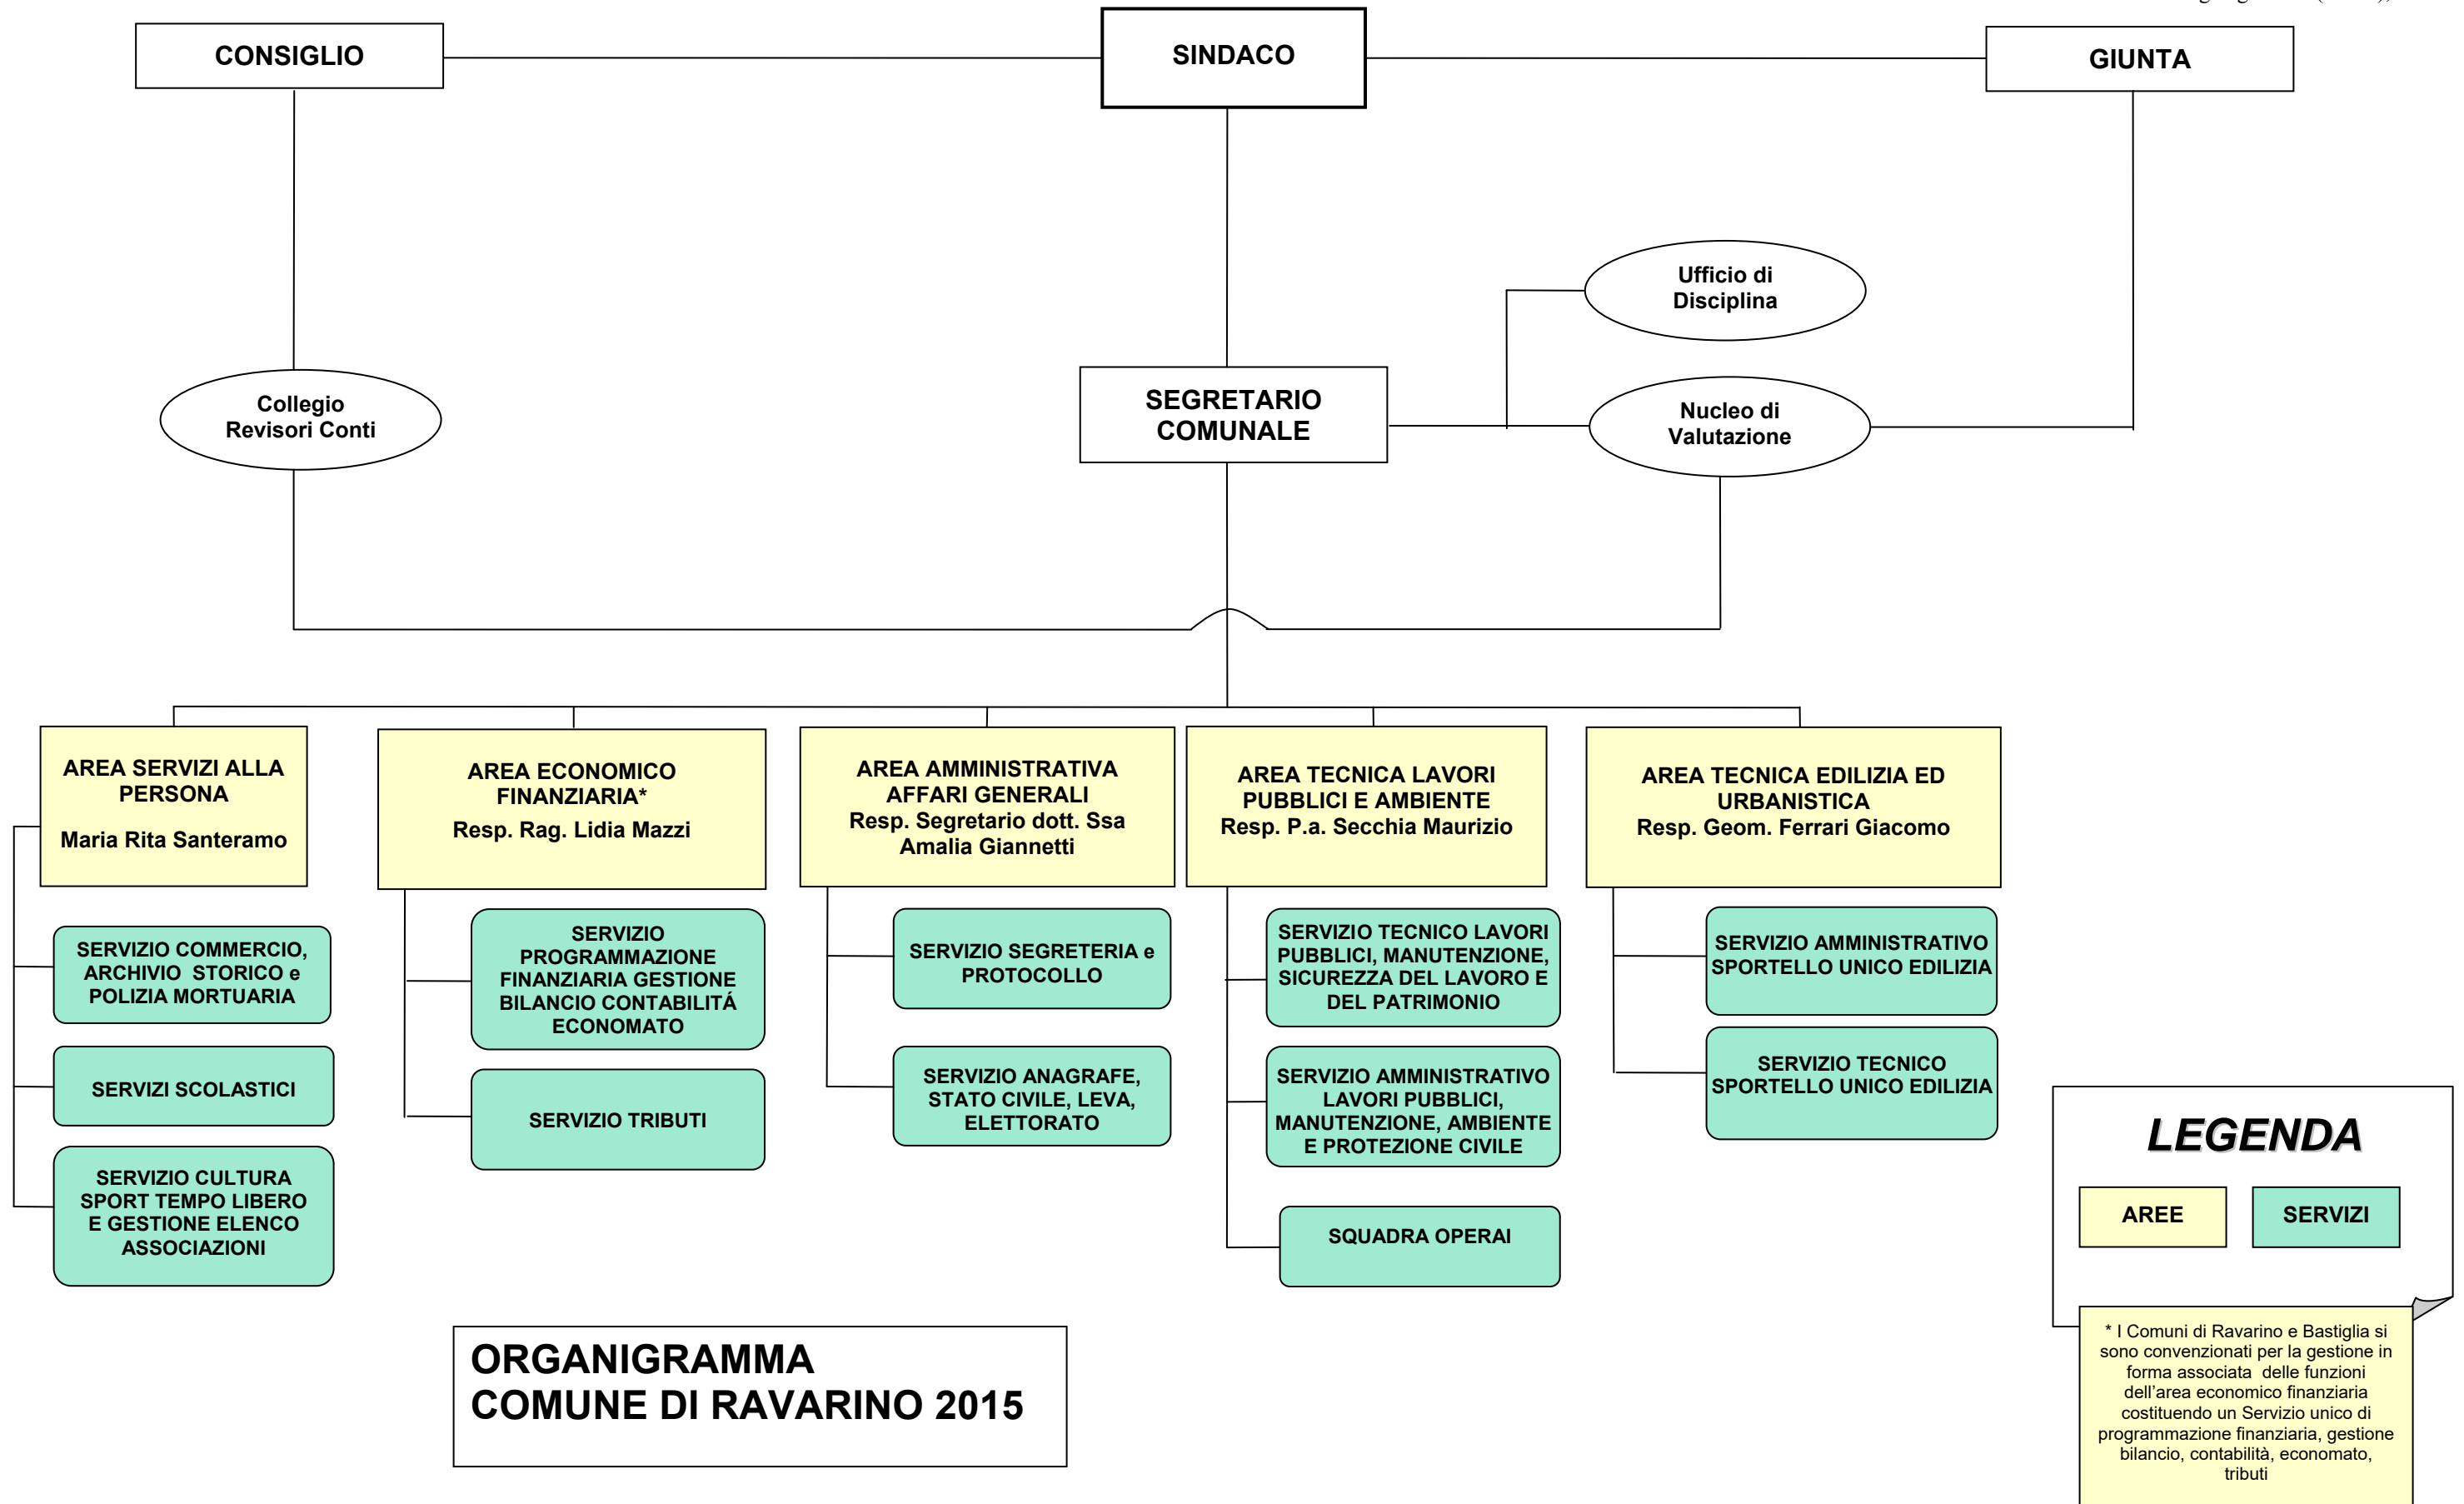 CONSIGLIO
SINDACO
GIUNTA
Ufficio di
Disciplina
Collegio
Revisori Conti
SEGRETARIO
COMUNALE
Nucleo di
Valutazione
AREA SERVIZI ALLA
PERSONA
Maria Rita Santeramo
AREA ECONOMICO
FINANZIARIA*
Resp. Rag. Lidia Mazzi
AREA AMMINISTRATIVA
AFFARI GENERALI
Resp. Segretario dott. Ssa
Amalia Giannetti
AREA TECNICA LAVORI
PUBBLICI E AMBIENTE
Resp. P.a. Secchia Maurizio
AREA TECNICA EDILIZIA ED
URBANISTICA
Resp. Geom. Ferrari Giacomo
SERVIZIO COMMERCIO,
ARCHIVIO STORICO e
POLIZIA MORTUARIA
SERVIZI SCOLASTICI
SERVIZIO CULTURA
SPORT TEMPO LIBERO
E GESTIONE ELENCO
ASSOCIAZIONI
SERVIZIO
PROGRAMMAZIONE
FINANZIARIA GESTIONE
BILANCIO CONTABILITÁ
ECONOMATO
SERVIZIO TRIBUTI
SERVIZIO SEGRETERIA e
PROTOCOLLO
SERVIZIO ANAGRAFE,
STATO CIVILE, LEVA,
ELETTORATO
SERVIZIO TECNICO LAVORI
PUBBLICI, MANUTENZIONE,
SICUREZZA DEL LAVORO E
DEL PATRIMONIO
SERVIZIO AMMINISTRATIVO
LAVORI PUBBLICI,
MANUTENZIONE, AMBIENTE
E PROTEZIONE CIVILE
SQUADRA OPERAI
SERVIZIO AMMINISTRATIVO
SPORTELLO UNICO EDILIZIA
SERVIZIO TECNICO
SPORTELLO UNICO EDILIZIA
LEGENDA
AREE
SERVIZI
* I Comuni di Ravarino e Bastiglia si
sono convenzionati per la gestione in
forma associata delle funzioni
dell'area economico finanziaria
costituendo un Servizio unico di
programmazione finanziaria, gestione
bilancio, contabilità, economato,
tributi
ORGANIGRAMMA
COMUNE DI RAVARINO 2015